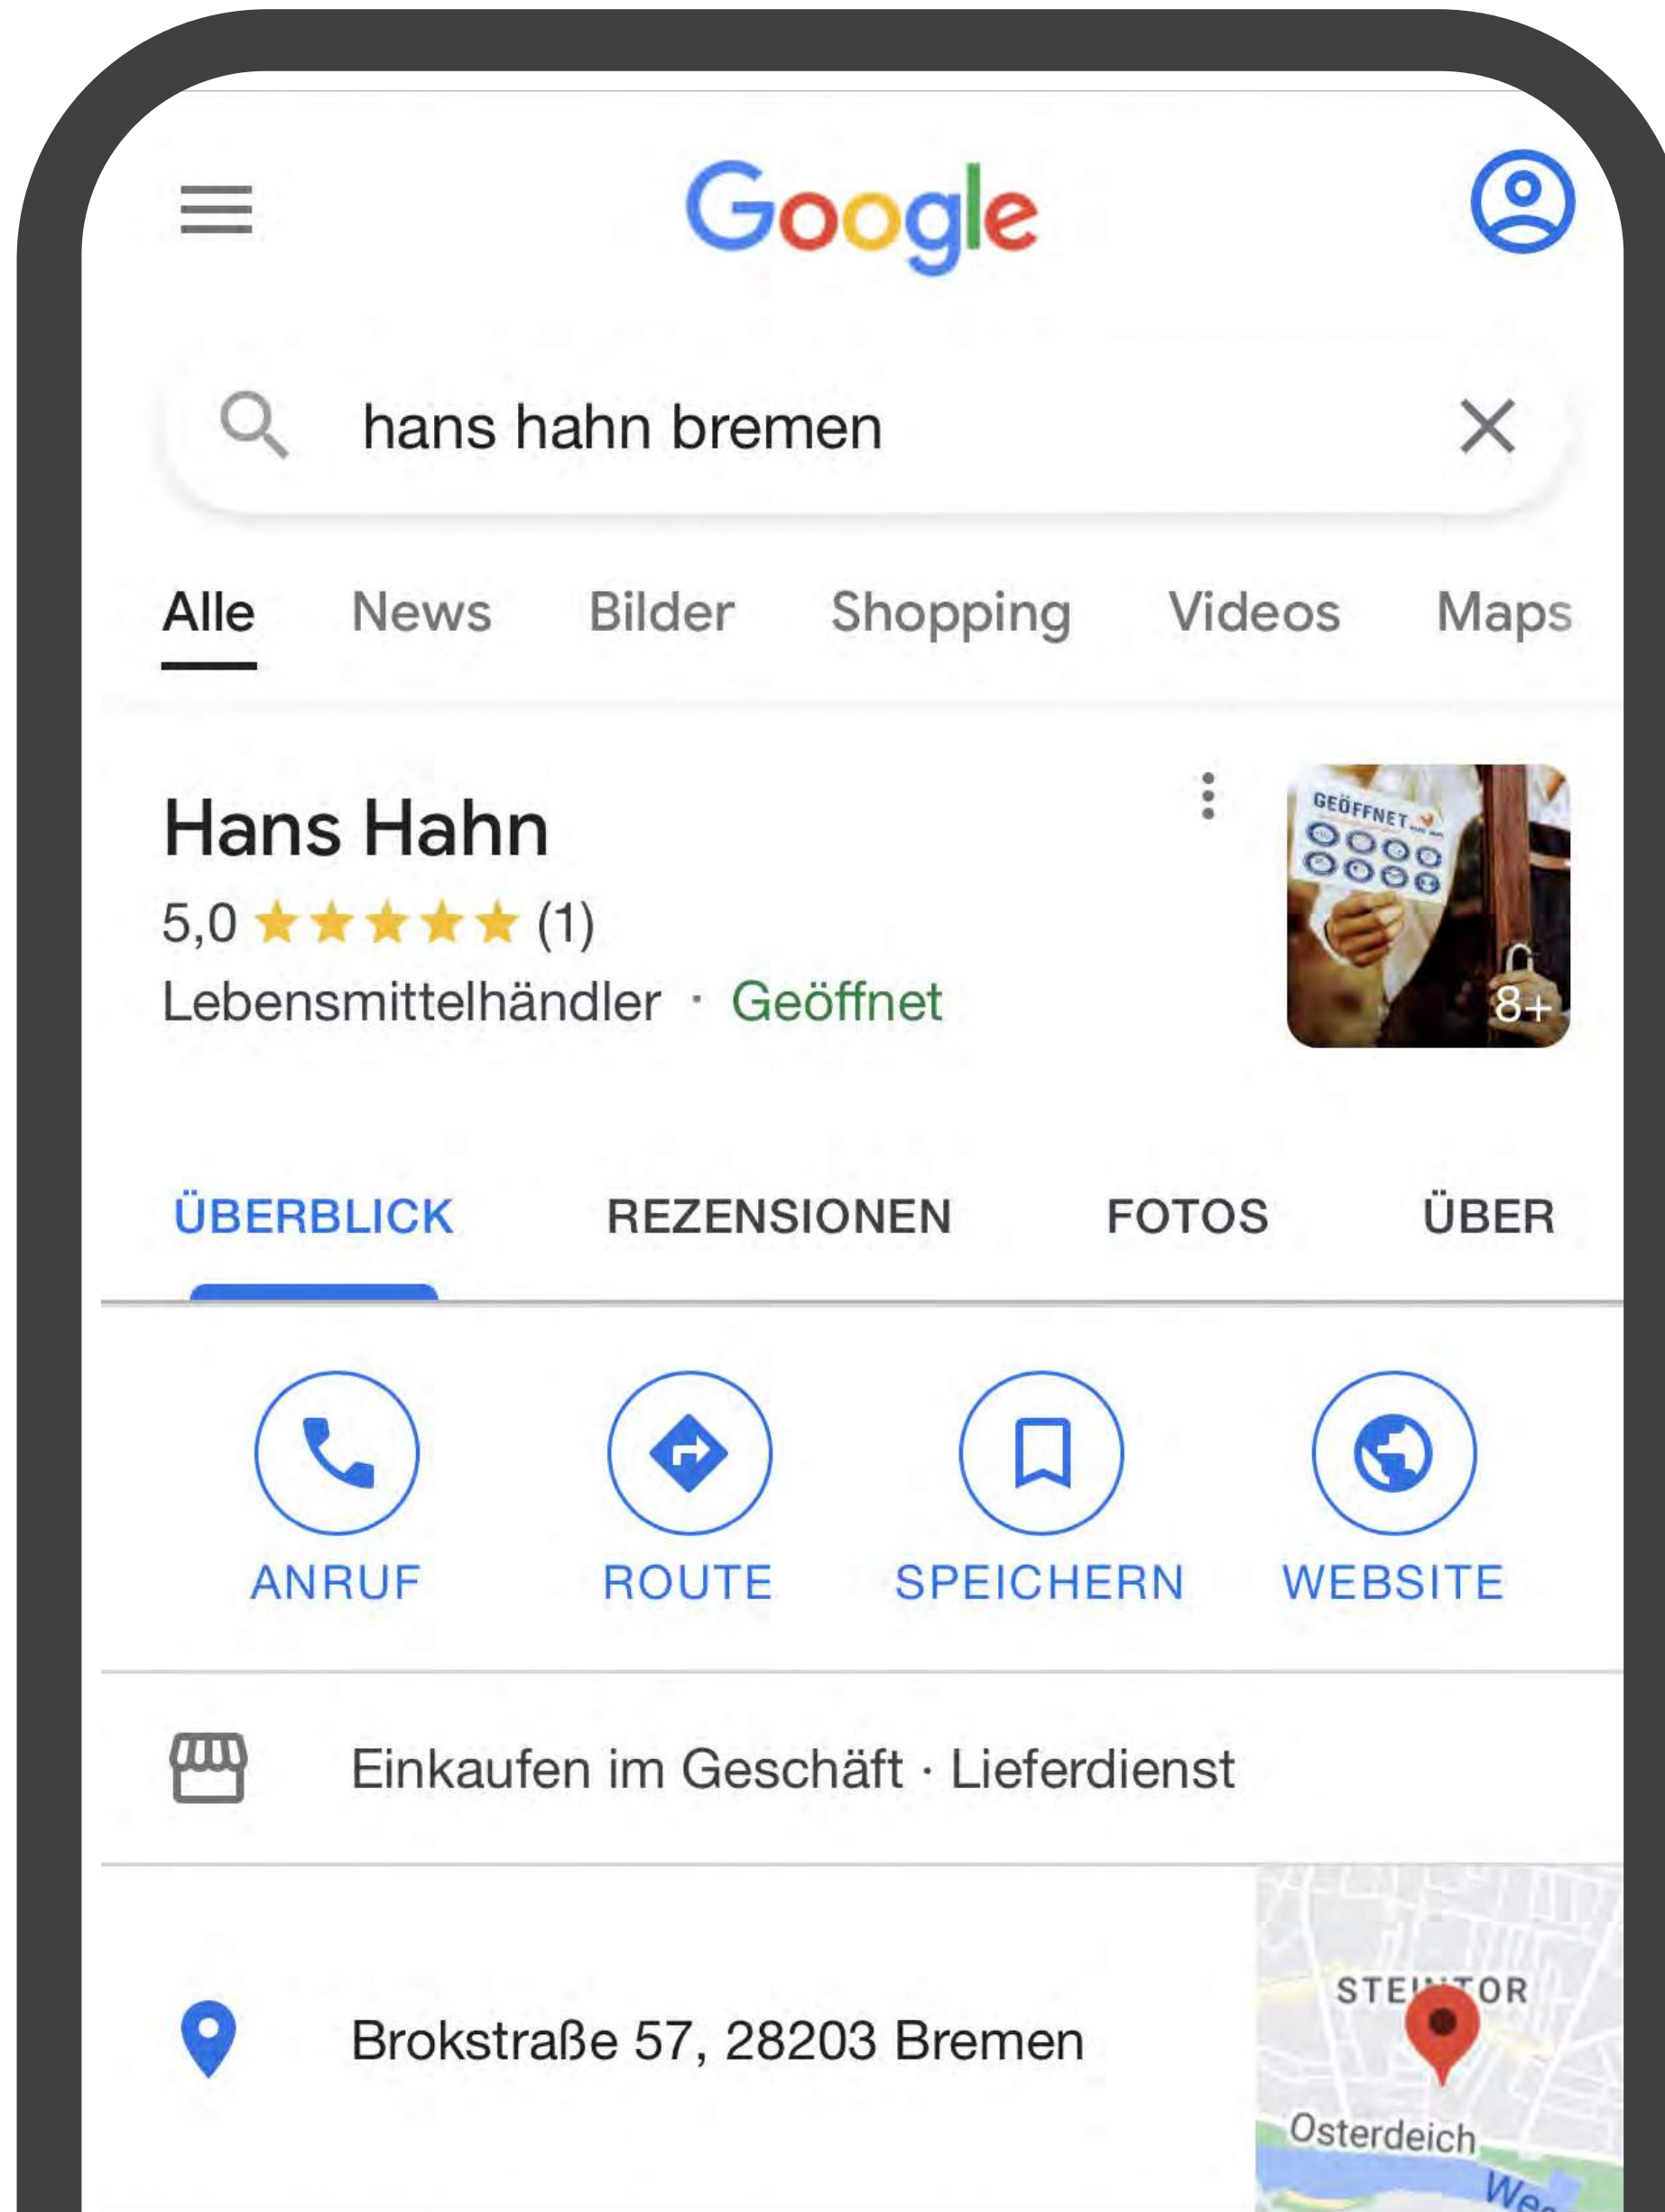 Google
hans hahn bremen
Alle News Bilder Shopping Videos Maps
Hans Hahn
5,0 (1)
Lebensmittelhändler · Geöffnet
GEÖFFNET
8+
ÜBERBLICK REZENSIONEN FOTOS ÜBER
ANRUF ROUTE SPEICHERN WEBSITE
Einkaufen im Geschäft · Lieferdienst
Brokstraße 57, 28203 Bremen
STEINTOR
Osterdeich